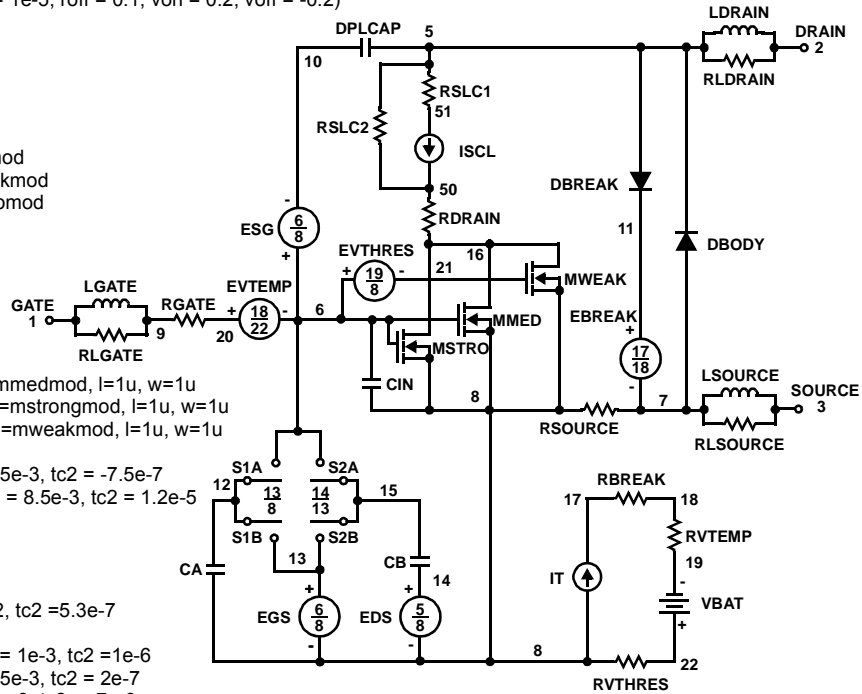 = 1e-5, roff = 0.1, von = 0.2, voff = -0.2)
LDRAIN
DPLCAP
5
DRAIN
2
10
RLDRAIN
RSLC1
51
RSLC2
ISCL
50
DBREAK
RDRAIN
ESG
6
8
-
+
11
DBODY
EVTHRES
16
+
19
8
-
21
MWEAK
LGATE
EVTEMP
GATE
1
RGATE
+
18
22
-
6
MMED
EBREAK
+
17
18
-
9
20
MSTRO
RLGATE
CIN
8
LSOURCE
7
SOURCE
3
RSOURCE
RLSOURCE
mmedmod, l=1u, w=1u
=mstrongmod, l=1u, w=1u
=mweakmod, l=1u, w=1u
5e-3, tc2 = -7.5e-7
= 8.5e-3, tc2 = 1.2e-5
S1A
S2A
12
13
8
14
13
15
S1B
S2B
13
CA
CB
14
+
+
EGS
6
8
-
EDS
5
8
-
RBREAK
17
18
RVTEMP
19
IT
-
VBAT
+
8
22
RVTHRES
2, tc2 =5.3e-7
= 1e-3, tc2 =1e-6
5e-3, tc2 = 2e-7